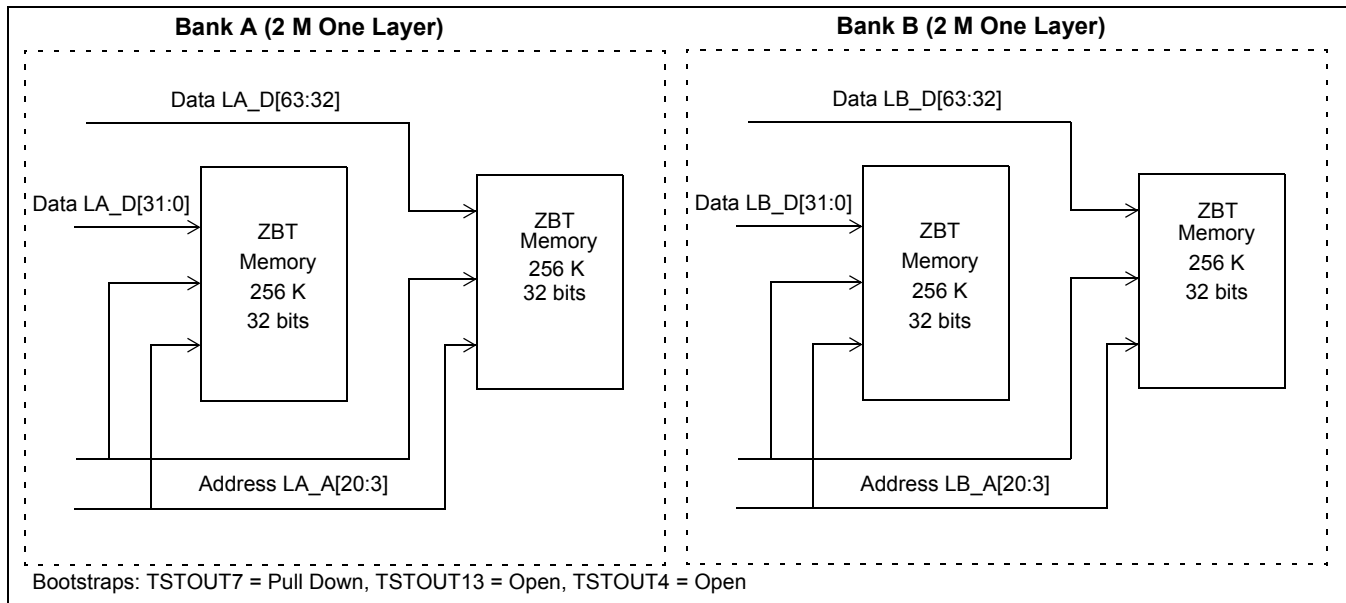 Bank A (2 M One Layer)
Data LA_D[63:32]
Data LA_D[31:0]
ZBT
Memory
256 K
32 bits
ZBT
Memory
256 K
32 bits
Address LA_A[20:3]
Bank B (2 M One Layer)
Data LB_D[63:32]
Data LB_D[31:0]
ZBT
Memory
256 K
32 bits
ZBT
Memory
256 K
32 bits
Address LB_A[20:3]
Bootstraps: TSTOUT7 = Pull Down, TSTOUT13 = Open, TSTOUT4 = Open